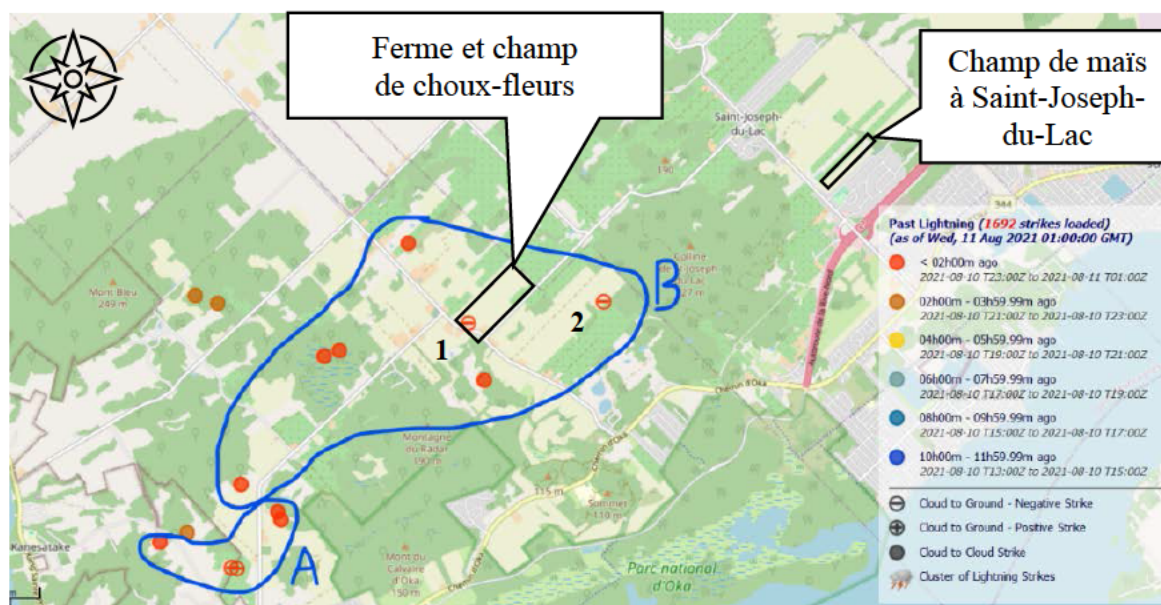 Ferme et champ
de choux-fleurs
Champ de maïs
à Saint-Joseph-
du-Lac
Saint-Joseph-
du-Lac
190
344
Mont Bleu
249 m
B
2
1
Past Lightning (1692 strikes loaded)
(as of Wed, 11 Aug 2021 01:00:00 GMT)
< 02h00m ago
2021-08-10 T23:00Z to 2021-08-11 T01:00Z
02h00m - 03h59.99m ago
2021-08-10 T21:00Z to 2021-08-10 T23:00Z
04h00m - 05h59.99m ago
2021-08-10 T19:00Z to 2021-08-10 T21:00Z
06h00m - 07h59.99m ago
2021-08-10 T17:00Z to 2021-08-10 T19:00Z
08h00m - 09h59.99m ago
2021-08-10 T15:00Z to 2021-08-10 T17:00Z
10h00m - 11h59.99m ago
2021-08-10 T13:00Z to 2021-08-10 T15:00Z
Cloud to Ground - Negative Strike
Cloud to Ground - Positive Strike
Cloud to Cloud Strike
Cluster of Lightning Strikes
Chemin d'Oka
Chemin d'Oka
Montagne
du Radar
Sommet
110 m
115 m
Kanesatake
A
Mont du
Calvaire
d'Oka
150 m
Parc national
d'Oka